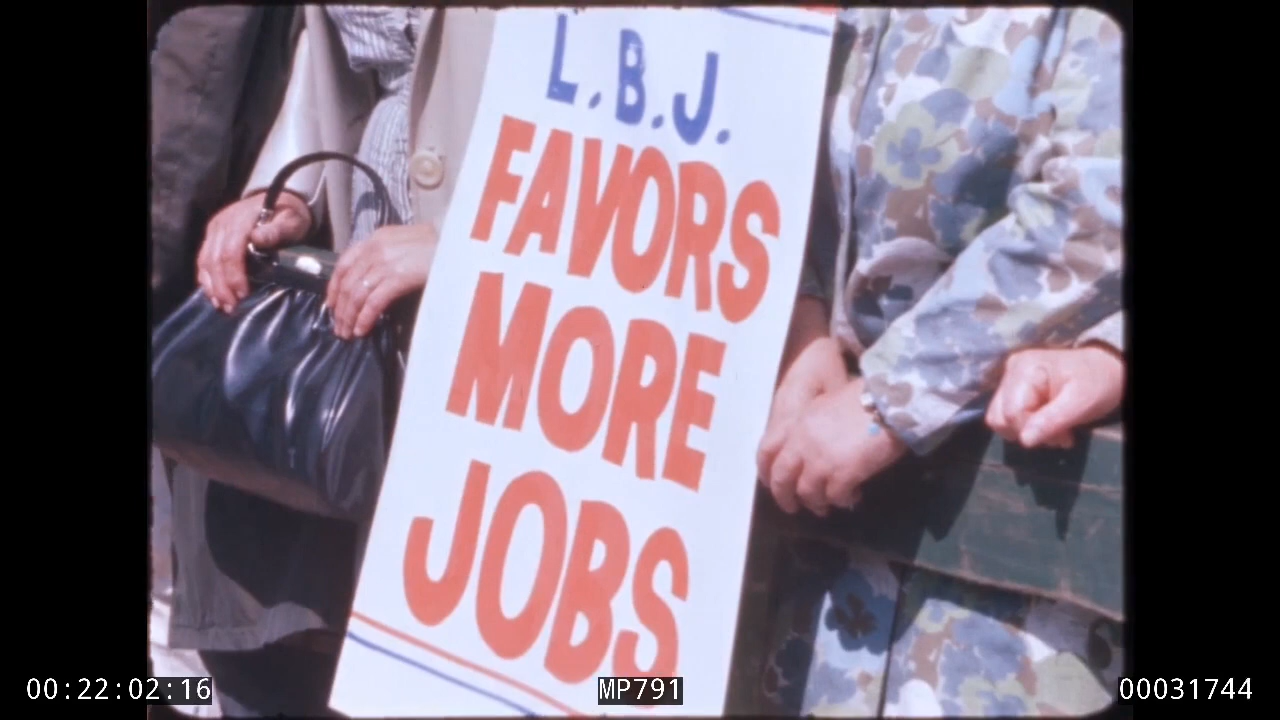 L.B.J.
FAVORS
MORE
JOBS
00:22:02:16
MP791
00031744